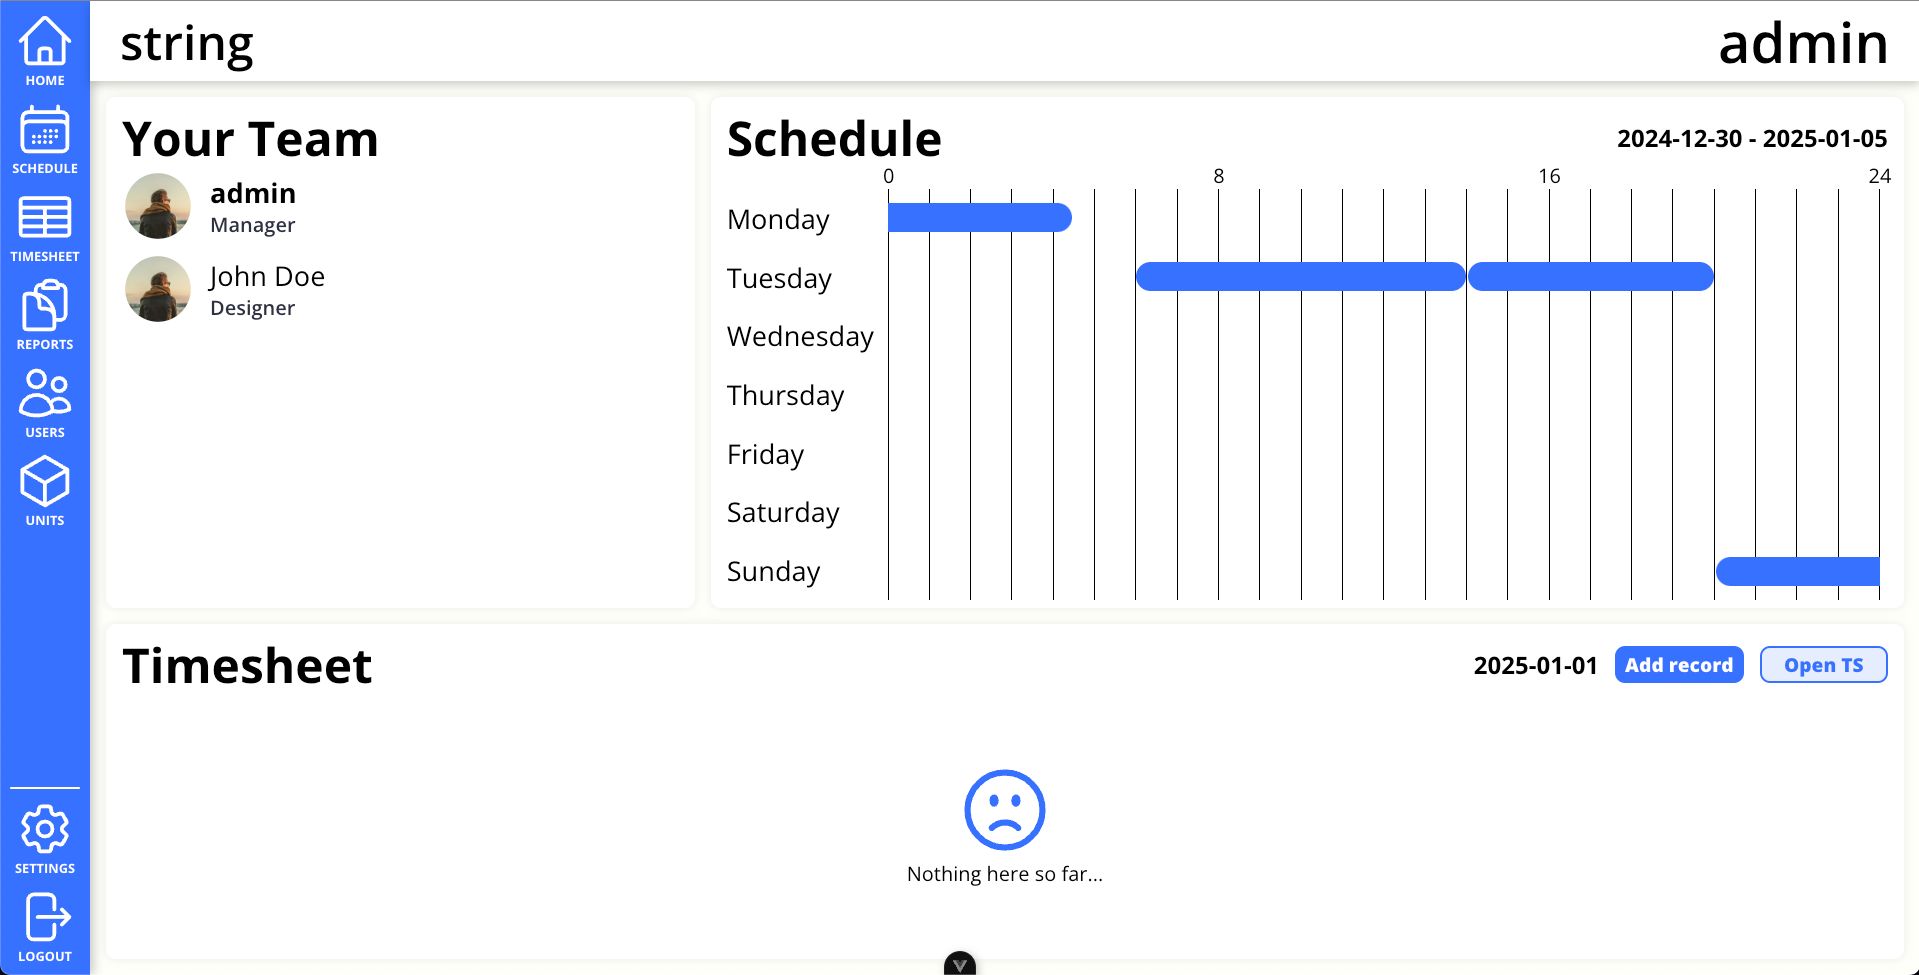 string
admin
HOME
SCHEDULE
TIMESHEET
REPORTS
USERS
UNITS
SETTINGS
LOGOUT
Your Team
admin
Manager
John Doe
Designer
Schedule
2024-12-30 - 2025-01-05
0 8 16 24
Monday
Tuesday
Wednesday
Thursday
Friday
Saturday
Sunday
Timesheet
2025-01-01
Add record
Open TS
Nothing here so far...